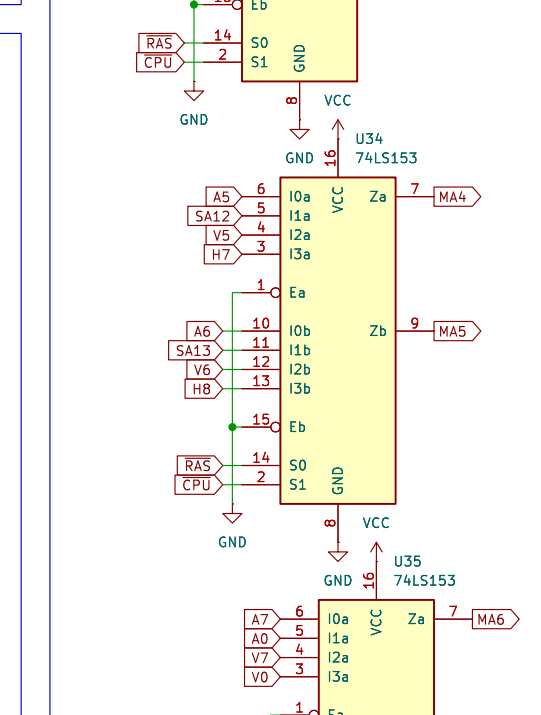 Eb
R̅A̅S̅ 14 S0
C̅P̅U̅ 2 S1
GND
8
GND
GND
VCC
16
U34
74LS153
VCC
A5 6 I0a Za 7 MA4
SA12 5 I1a
V5 4 I2a
H7 3 I3a
1 Ea
A6 10 I0b Zb 9 MA5
SA13 11 I1b
V6 12 I2b
H8 13 I3b
15 Eb
R̅A̅S̅ 14 S0
C̅P̅U̅ 2 S1
GND
8
GND
GND
VCC
16
U35
74LS153
VCC
A7 6 I0a Za 7 MA6
A0 5 I1a
V7 4 I2a
V0 3 I3a
1 Ea